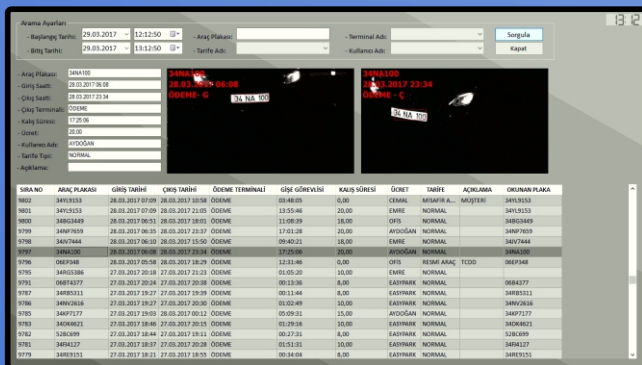 13:12
Arama Ayarları
- Başlangıç Tarihi: 29.03.2017 12:12:50 - Araç Plakası: - Terminal Adı: Sorgula
- Bitiş Tarihi: 29.03.2017 13:12:50 - Tarife Adı: - Kullanıcı Adı: Kapat
- Araç Plakası: 34NA100
- Giriş Saati: 28.03.2017 06:08
- Çıkış Saati: 28.03.2017 23:34
- Çıkış Terminali: ÖDEME
- Kalış Süresi: 17:25:06
- Ücret: 20,00
- Kullanıcı Adı: AYDOĞAN
- Tarife Tipi: NORMAL
- Açıklama:
34NA100
28.03.2017 06:08
ÖDEME - G
34 NA 100
34NA100
28.03.2017 23:34
ÖDEME - Ç
34 NA 100
SIRA NO ARAÇ PLAKASI GİRİŞ TARİHİ ÇIKIŞ TARİHİ ÖDEME TERMİNALİ GİŞE GÖREVLİSİ KALIŞ SÜRESİ ÜCRET TARİFE AÇIKLAMA OKUNAN PLAKA
9802 34YL9153 28.03.2017 07:09 28.03.2017 10:58 ÖDEME 03:48:05 0,00 CEMAL MİSAFİR A... MÜŞTERİ 34YL9153
9801 34YL9153 28.03.2017 07:09 28.03.2017 21:05 ÖDEME 13:55:46 20,00 EMRE NORMAL 34YL9153
9800 34BG3449 28.03.2017 06:51 28.03.2017 18:01 ÖDEME 11:08:39 18,00 OFİS NORMAL 34BG3449
9799 34NP7659 28.03.2017 06:35 28.03.2017 23:37 ÖDEME 17:01:28 20,00 AYDOĞAN NORMAL 34NP7659
9798 34JV7444 28.03.2017 06:10 28.03.2017 15:50 ÖDEME 09:40:21 18,00 EMRE NORMAL 34JV7444
9797 34NA100 28.03.2017 06:08 28.03.2017 23:34 ÖDEME 17:25:06 20,00 AYDOĞAN NORMAL 34NA100
9796 06EP348 28.03.2017 05:58 28.03.2017 18:29 ÖDEME 12:31:46 0,00 OFİS RESMİ ARAÇ TCDD 06EP348
9795 34RG5386 27.03.2017 20:18 27.03.2017 21:23 ÖDEME 01:05:20 10,00 EMRE NORMAL
9791 06BT4377 27.03.2017 20:24 27.03.2017 20:38 ÖDEME 00:13:36 8,00 EASYPARK NORMAL 06B4377
9787 34RB5311 27.03.2017 19:27 27.03.2017 19:39 ÖDEME 00:11:44 8,00 EASYPARK NORMAL 34RB5311
9786 34NV2616 27.03.2017 19:27 27.03.2017 20:30 ÖDEME 01:02:49 10,00 EASYPARK NORMAL 34NV2616
9785 34KP7177 27.03.2017 19:03 28.03.2017 00:12 ÖDEME 05:09:31 15,00 AYDOĞAN NORMAL 34KP7177
9783 34DK4621 27.03.2017 18:46 27.03.2017 20:15 ÖDEME 01:29:16 10,00 EASYPARK NORMAL 34DK4621
9782 52BC699 27.03.2017 18:44 27.03.2017 19:11 ÖDEME 00:27:31 8,00 EASYPARK NORMAL 52BC699
9781 34FI4127 27.03.2017 18:37 27.03.2017 20:28 ÖDEME 01:51:31 10,00 EASYPARK NORMAL 34FI4127
9779 34RE9151 27.03.2017 18:21 27.03.2017 18:55 ÖDEME 00:34:04 8,00 EASYPARK NORMAL 34RE9151